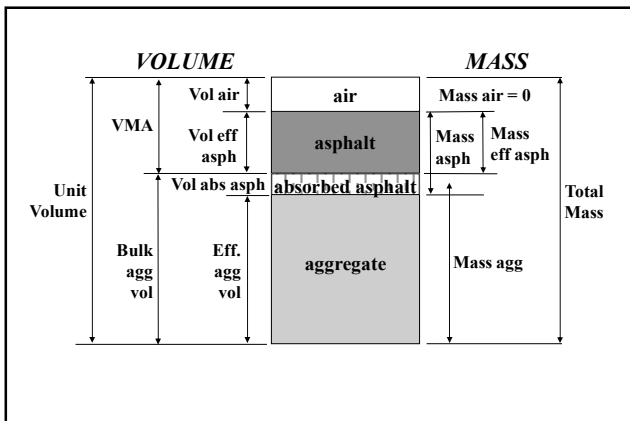 VOLUME
MASS
Vol air
air
Mass air = 0
VMA
Vol eff
asph
asphalt
Mass
asph
Mass
eff asph
Vol abs asph
absorbed asphalt
Unit
Volume
Total
Mass
Bulk
agg
vol
Eff.
agg
vol
aggregate
Mass agg